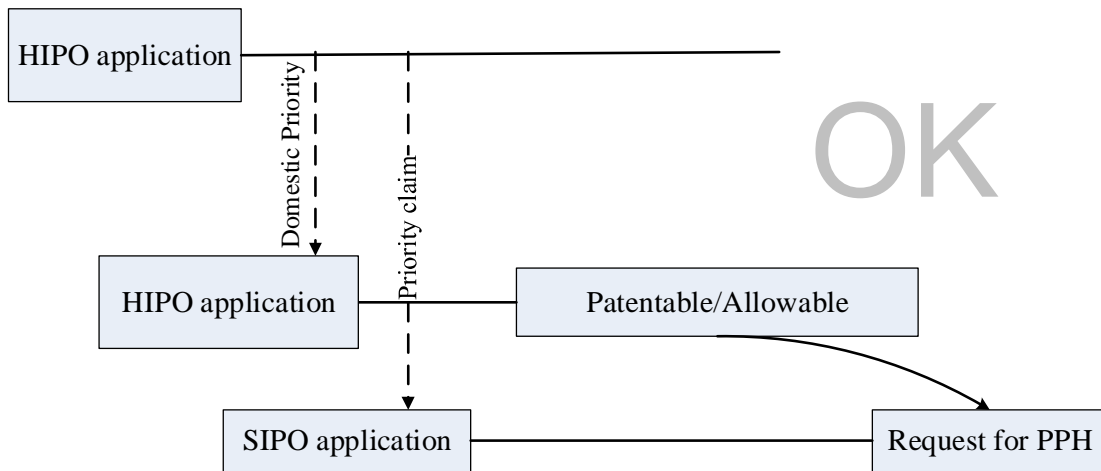 HIPO application
Domestic Priority
Priority claim
OK
HIPO application
Patentable/Allowable
SIPO application
Request for PPH